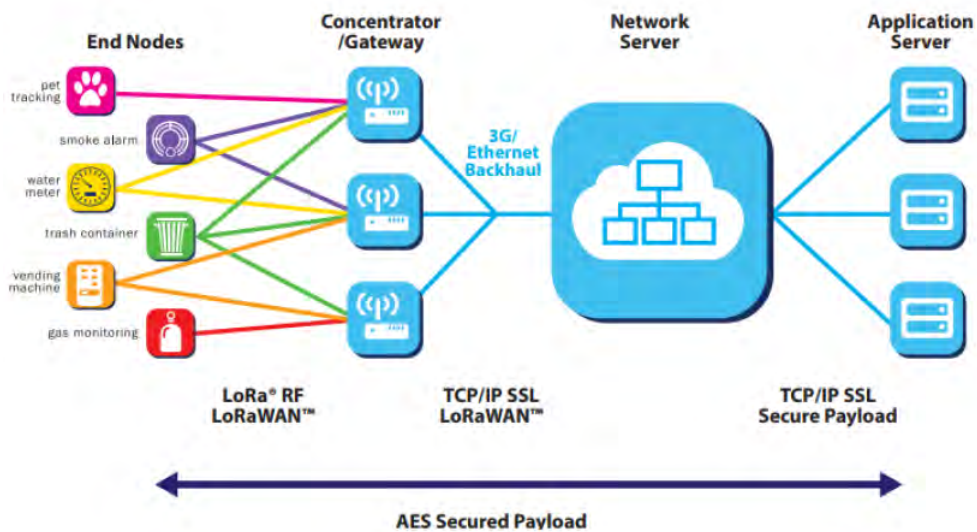 End Nodes
Concentrator
/Gateway
Network
Server
Application
Server
pet
tracking
smoke alarm
water
meter
trash container
vending
machine
gas monitoring
3G/
Ethernet
Backhaul
LoRa® RF
LoRaWAN™
TCP/IP SSL
LoRaWAN™
TCP/IP SSL
Secure Payload
AES Secured Payload